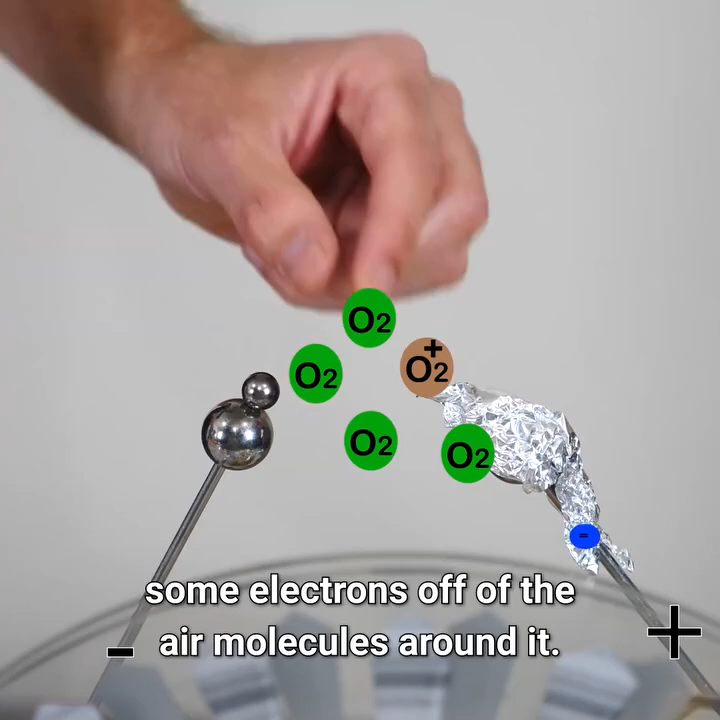 O2
O2
+
O2
O2
O2
-
some electrons off of the
air molecules around it.
-
+